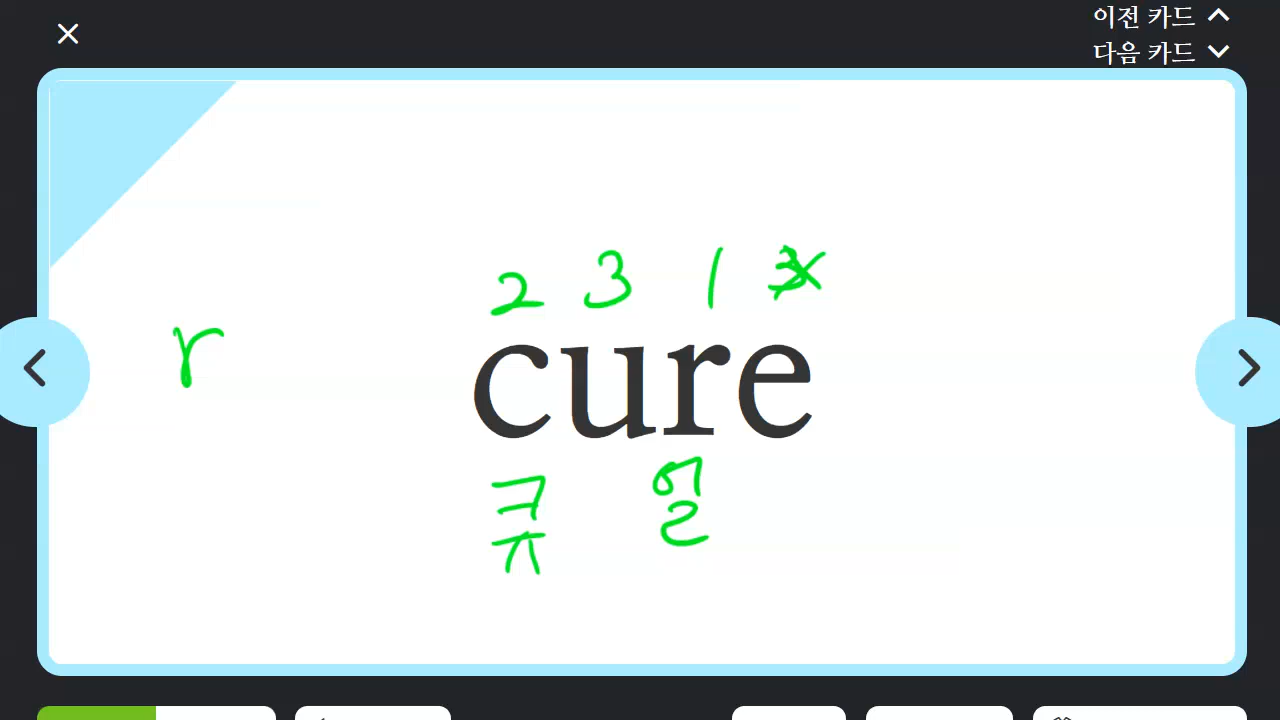 이전 카드
다음 카드
2 3 1
r
cure
큐 얼